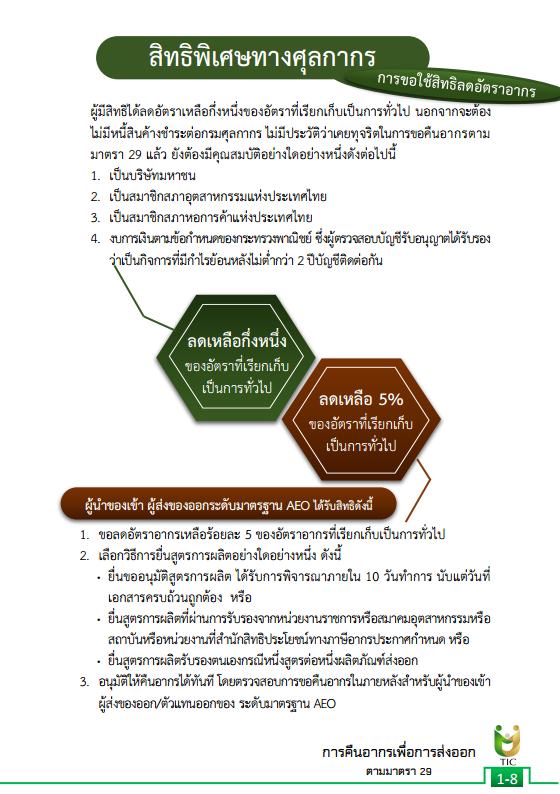 สิทธิพิเศษทางศุลกากร
การขอใช้สิทธิลดอัตราอากร
ผู้มีสิทธิได้ลดอัตราเหลือกึ่งหนึ่งของอัตราที่เรียกเก็บเป็นการทั่วไป นอกจากจะต้อง
ไม่มีหนี้สินค้างชำระต่อกรมศุลกากร ไม่มีประวัติว่าเคยทุจริตในการขอคืนอากรตาม
มาตรา 29 แล้ว ยังต้องมีคุณสมบัติอย่างใดอย่างหนึ่งดังต่อไปนี้
1. เป็นบริษัทมหาชน
2. เป็นสมาชิกสภาอุตสาหกรรมแห่งประเทศไทย
3. เป็นสมาชิกสภาหอการค้าแห่งประเทศไทย
4. งบการเงินตามข้อกำหนดของกระทรวงพาณิชย์ ซึ่งผู้ตรวจสอบบัญชีรับอนุญาตได้รับรอง
ว่าเป็นกิจการที่มีกำไรย้อนหลังไม่ต่ำกว่า 2 ปีบัญชีติดต่อกัน
ลดเหลือกึ่งหนึ่ง
ของอัตราที่เรียกเก็บ
เป็นการทั่วไป
ลดเหลือ 5%
ของอัตราที่เรียกเก็บ
เป็นการทั่วไป
ผู้นำของเข้า ผู้ส่งของออกระดับมาตรฐาน AEO ได้รับสิทธิดังนี้
1. ขอลดอัตราอากรเหลือร้อยละ 5 ของอัตราอากรที่เรียกเก็บเป็นการทั่วไป
2. เลือกวิธีการยื่นสูตรการผลิตอย่างใดอย่างหนึ่ง ดังนี้
• ยื่นขออนุมัติสูตรการผลิต ได้รับการพิจารณาภายใน 10 วันทำการ นับแต่วันที่
เอกสารครบถ้วนถูกต้อง หรือ
• ยื่นสูตรการผลิตที่ผ่านการรับรองจากหน่วยงานราชการหรือสมาคมอุตสาหกรรมหรือ
สถาบันหรือหน่วยงานที่สำนักสิทธิประโยชน์ทางภาษีอากรประกาศกำหนด หรือ
• ยื่นสูตรการผลิตรับรองตนเองกรณีหนึ่งสูตรต่อหนึ่งผลิตภัณฑ์ส่งออก
3. อนุมัติให้คืนอากรได้ทันที โดยตรวจสอบการขอคืนอากรในภายหลังสำหรับผู้นำของเข้า
ผู้ส่งของออก/ตัวแทนออกของ ระดับมาตรฐาน AEO
การคืนอากรเพื่อการส่งออก
ตามมาตรา 29
TIC
1-8